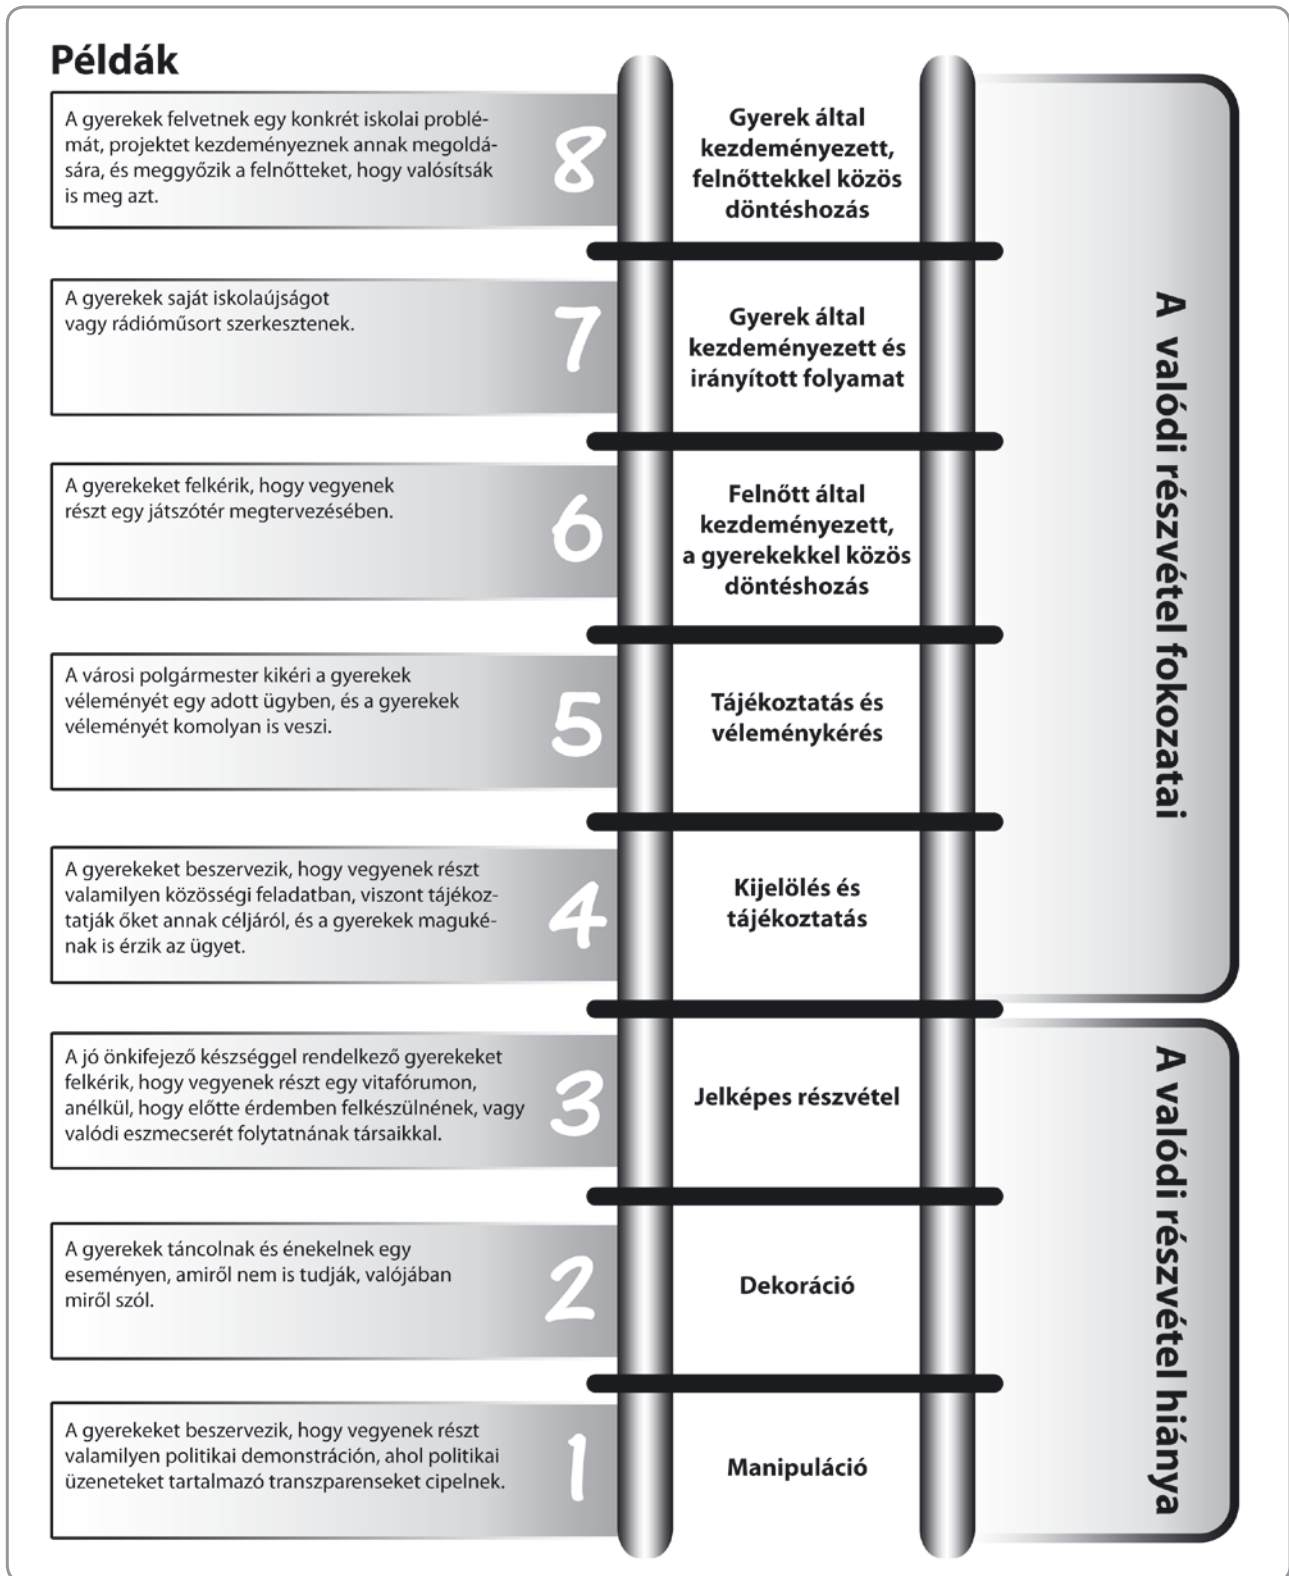 Példák
A gyerekek felvetnek egy konkrét iskolai problé-
mát, projektet kezdeményeznek annak megoldá-
sára, és meggyőzik a felnőtteket, hogy valósítsák
is meg azt.
8
Gyerek által
kezdeményezett,
felnőttekkel közös
döntéshozás
A gyerekek saját iskolaújságot
vagy rádióműsort szerkesztenek.
7
Gyerek által
kezdeményezett és
irányított folyamat
A gyerekeket felkérik, hogy vegyenek
részt egy játszótér megtervezésében.
6
Felnőtt által
kezdeményezett,
a gyerekekkel közös
döntéshozás
A városi polgármester kikéri a gyerekek
véleményét egy adott ügyben, és a gyerekek
véleményét komolyan is veszi.
5
Tájékoztatás és
véleménykérés
A gyerekeket beszervezik, hogy vegyenek részt
valamilyen közösségi feladatban, viszont tájékoz-
tatják őket annak céljáról, és a gyerekek maguké-
nak is érzik az ügyet.
4
Kijelölés és
tájékoztatás
A valódi részvétel fokozatai
A jó önkifejező készséggel rendelkező gyerekeket
felkérik, hogy vegyenek részt egy vitafórumon,
anélkül, hogy előtte érdemben felkészülnének, vagy
valódi eszmecserét folytatnának társaikkal.
3
Jelképes részvétel
A gyerekek táncolnak és énekelnek egy
eseményen, amiről nem is tudják, valójában
miről szól.
2
Dekoráció
A gyerekeket beszervezik, hogy vegyenek részt
valamilyen politikai demonstráción, ahol politikai
üzeneteket tartalmazó transzparenseket cipelnek.
1
Manipuláció
A valódi részvétel hiánya